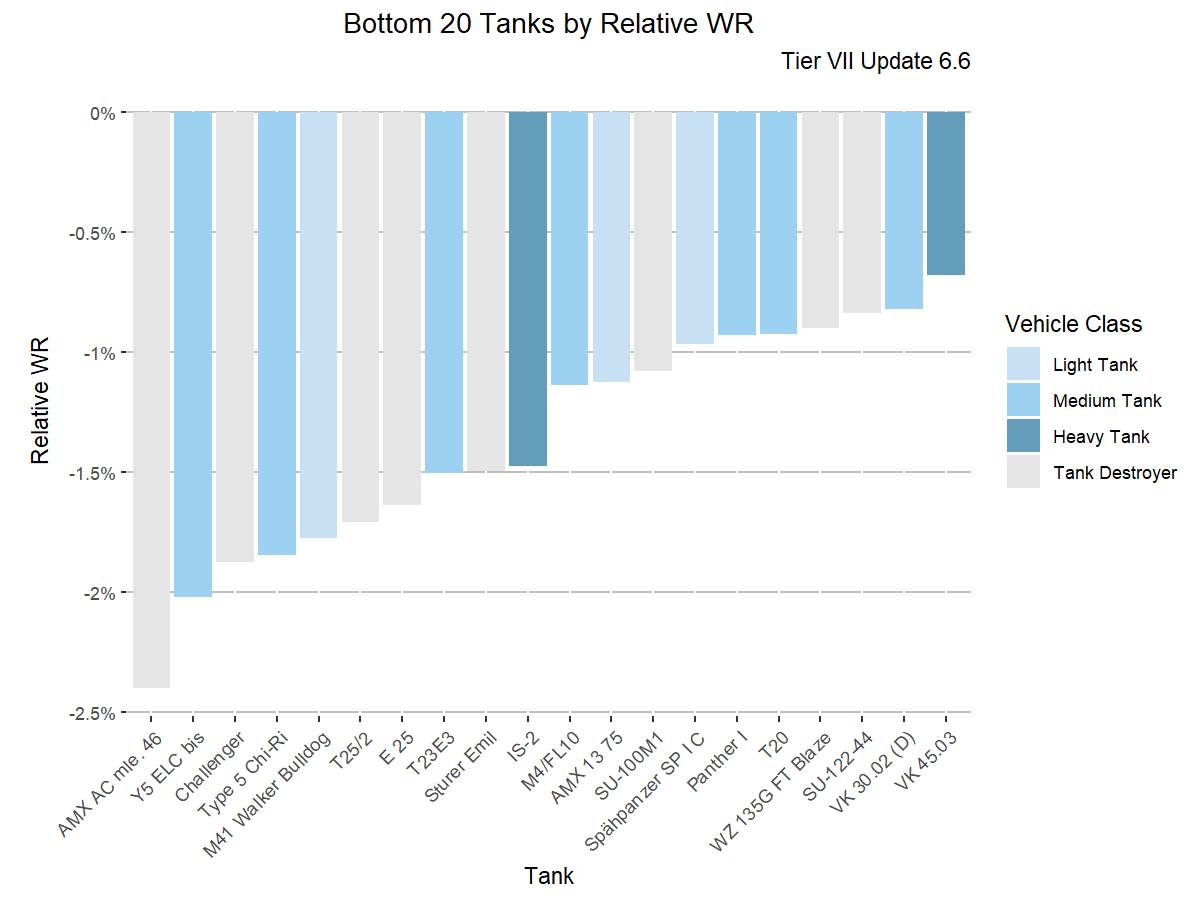 Bottom 20 Tanks by Relative WR
Tier VII Update 6.6
Relative WR
0%
-0.5%
-1%
-1.5%
-2%
-2.5%
AMX AC mle. 46
Y5 ELC bis
Challenger
Type 5 Chi-Ri
M41 Walker Bulldog
T25/2
E 25
T23E3
Sturer Emil
IS-2
M4/FL10
AMX 13 75
SU-100M1
Spähpanzer SP I C
Panther I
T20
WZ 135G FT Blaze
SU-122-44
VK 30.02 (D)
VK 45.03
Tank
Vehicle Class
Light Tank
Medium Tank
Heavy Tank
Tank Destroyer